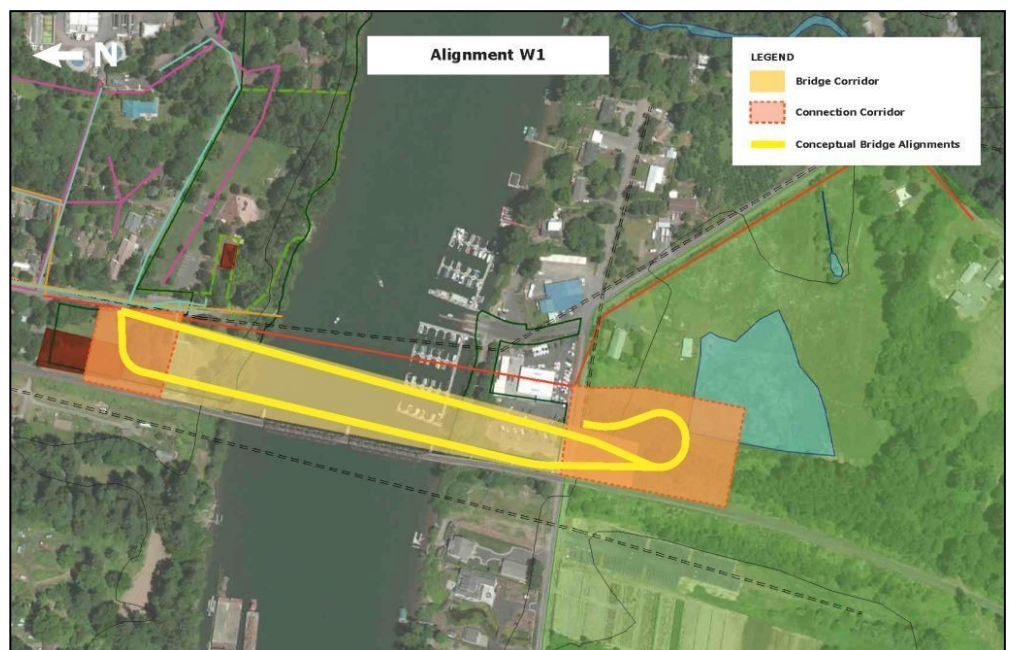 N
Alignment W1
LEGEND
Bridge Corridor
Connection Corridor
Conceptual Bridge Alignments